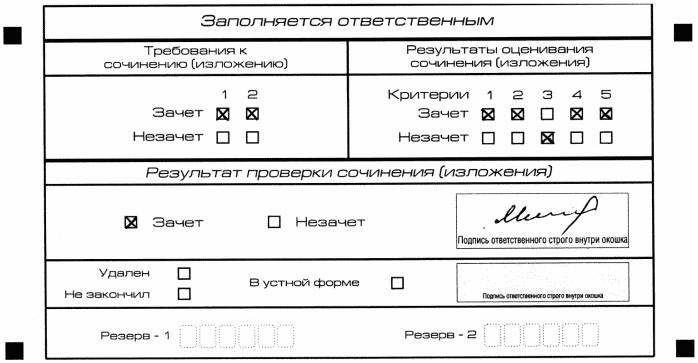 Заполняется ответственным
Требования к сочинению (изложению)
Результаты оценивания сочинения (изложения)
1 2
Зачет
Незачет
Критерии 1 2 3 4 5
Зачет
Незачет
Результат проверки сочинения (изложения)
Зачет Незачет
Подпись ответственного строго внутри окошка
Удален
Не закончил
В устной форме
Подпись ответственного строго внутри окошка
Резерв - 1
Резерв - 2